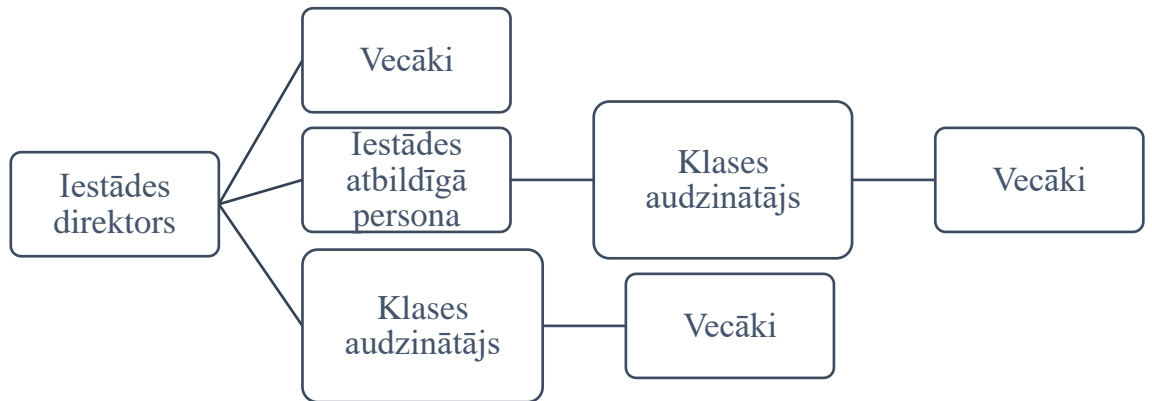 Vecāki
Iestādes
atbildīgā
persona
Klases
audzinātājs
Vecāki
Iestādes
direktors
Klases
audzinātājs
Vecāki